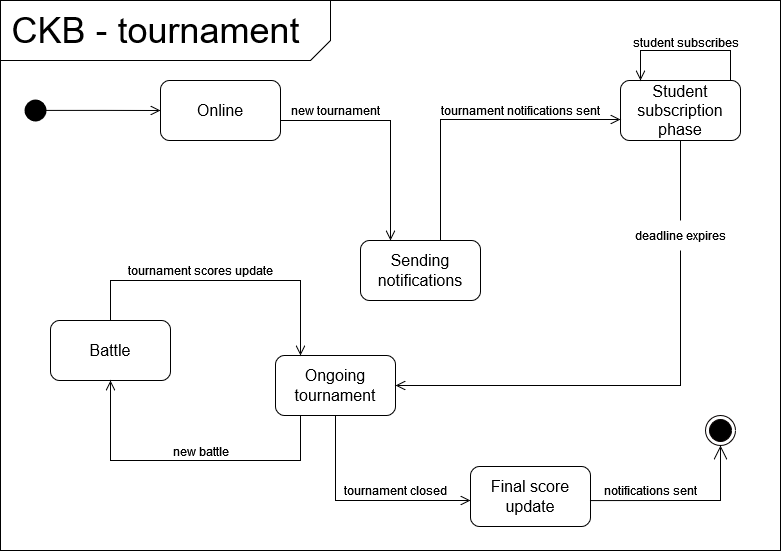 CKB - tournament
student subscribes
Online
new tournament
tournament notifications sent
Student
subscription
phase
deadline expires
Sending
notifications
tournament scores update
Battle
Ongoing
tournament
new battle
tournament closed
Final score
update
notifications sent